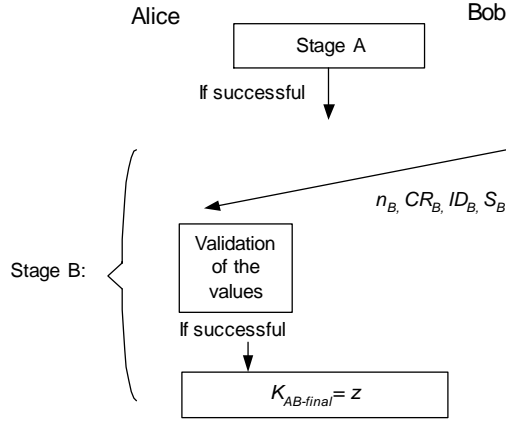 Alice
Bob
Stage A
If successful
n_B, CR_B, ID_B, S_B
Validation
of the
values
Stage B:
If successful
K_AB-final = z